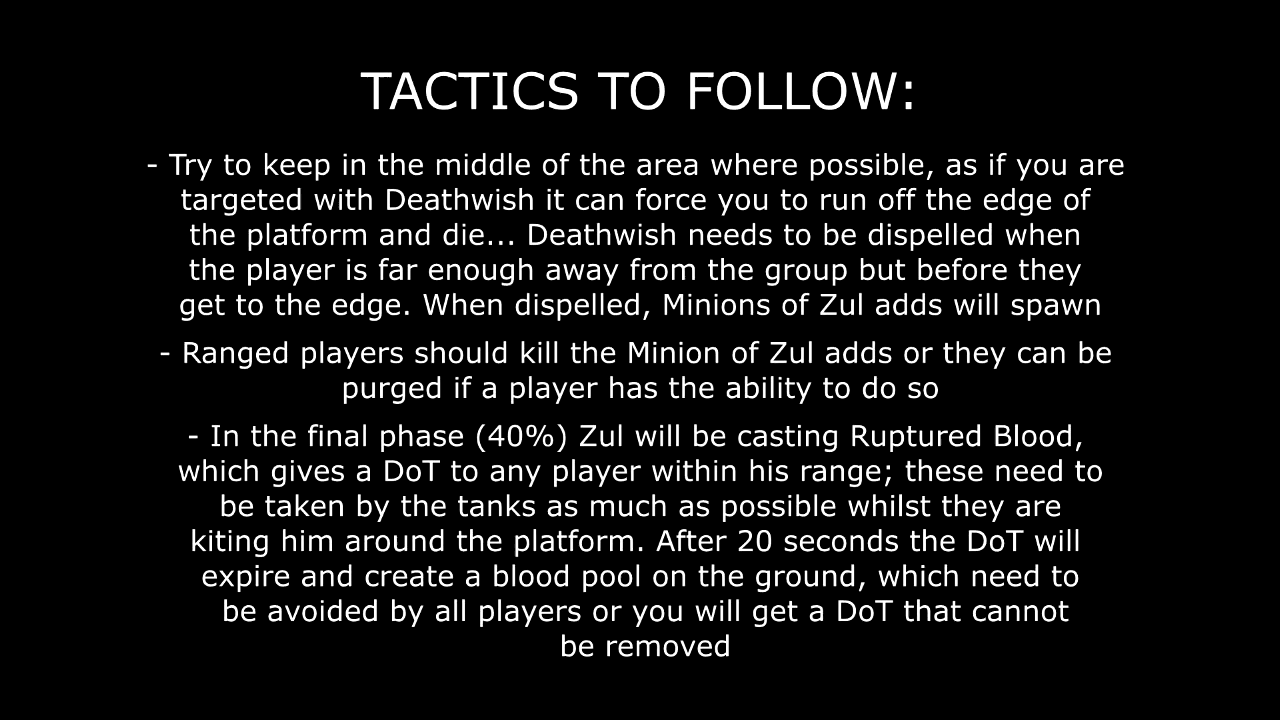 TACTICS TO FOLLOW:
- Try to keep in the middle of the area where possible, as if you are
targeted with Deathwish it can force you to run off the edge of
the platform and die... Deathwish needs to be dispelled when
the player is far enough away from the group but before they
get to the edge. When dispelled, Minions of Zul adds will spawn
- Ranged players should kill the Minion of Zul adds or they can be
purged if a player has the ability to do so
- In the final phase (40%) Zul will be casting Ruptured Blood,
which gives a DoT to any player within his range; these need to
be taken by the tanks as much as possible whilst they are
kiting him around the platform. After 20 seconds the DoT will
expire and create a blood pool on the ground, which need to
be avoided by all players or you will get a DoT that cannot
be removed